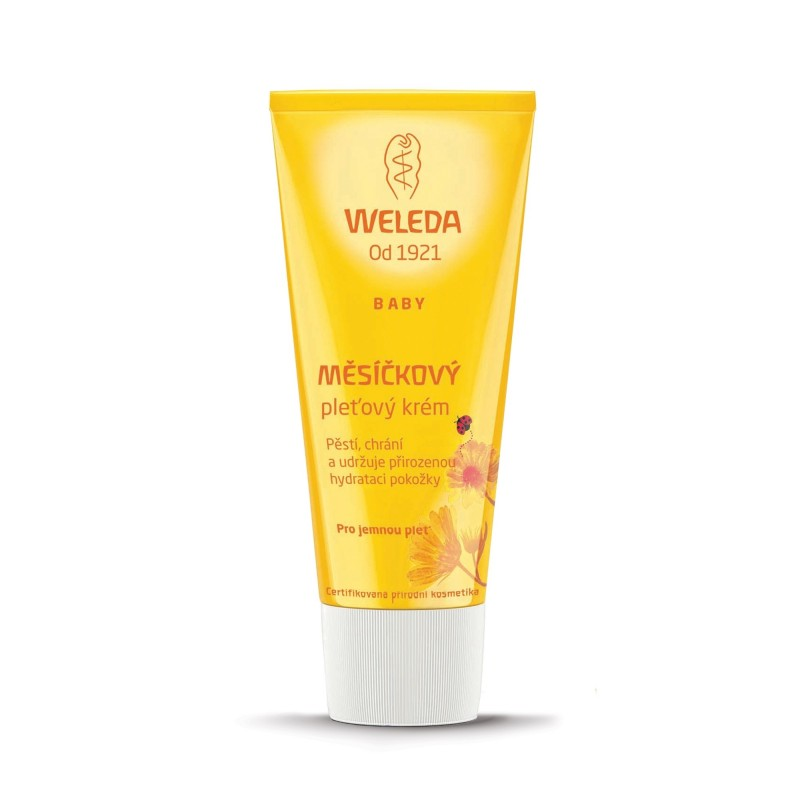 WELEDA
Od 1921
BABY
MĚSÍČKOVÝ
pleťový krém
Pěstí, chrání
a udržuje přirozenou
hydrataci pokožky
Pro jemnou pleť
Certifikovaná přírodní kosmetika